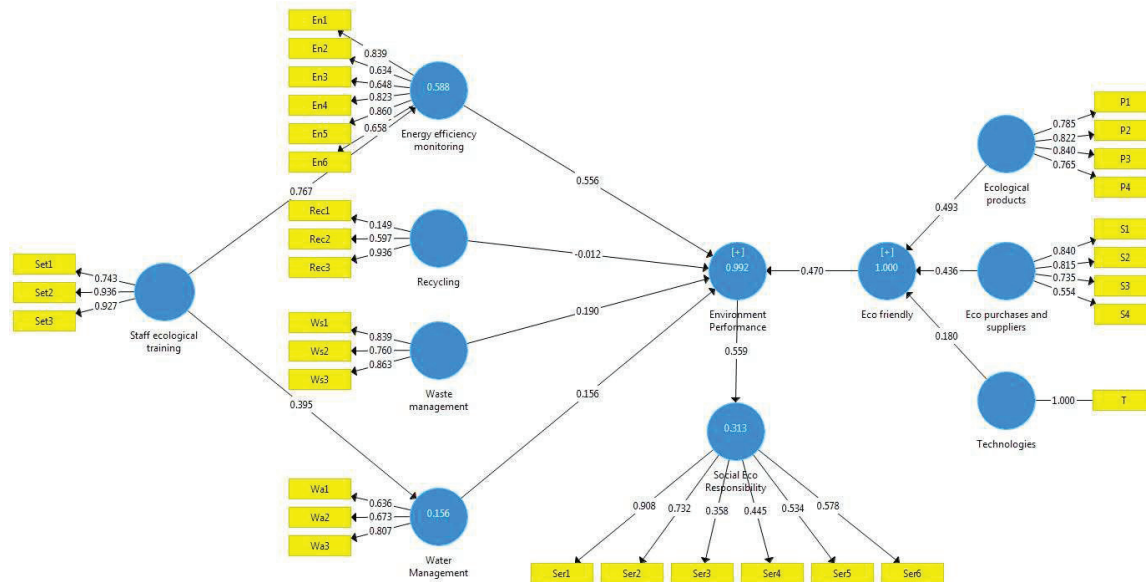 En1
En2
En3
En4
En5
En6
0.839
0.634
0.648
0.823
0.860
0.658
0.588
Energy efficiency
monitoring
0.767
0.556
Rec1
Rec2
Rec3
0.149
0.597
0.936
Recycling
-0.012
Set1
Set2
Set3
0.743
0.936
0.927
Staff ecological
training
0.395
Ws1
Ws2
Ws3
0.839
0.760
0.863
Waste
management
0.190
Wa1
Wa2
Wa3
0.636
0.673
0.807
0.156
Water
Management
0.156
[+]
0.992
Environment
Performance
0.470
[+]
1.000
Eco friendly
0.559
0.313
Social Eco
Responsibility
0.908
0.732
0.358
0.445
0.534
0.578
Ser1
Ser2
Ser3
Ser4
Ser5
Ser6
P1
P2
P3
P4
0.785
0.822
0.840
0.765
Ecological
products
0.493
S1
S2
S3
S4
0.840
0.815
0.735
0.554
Eco purchases and
suppliers
0.436
0.180
1.000
T
Technologies